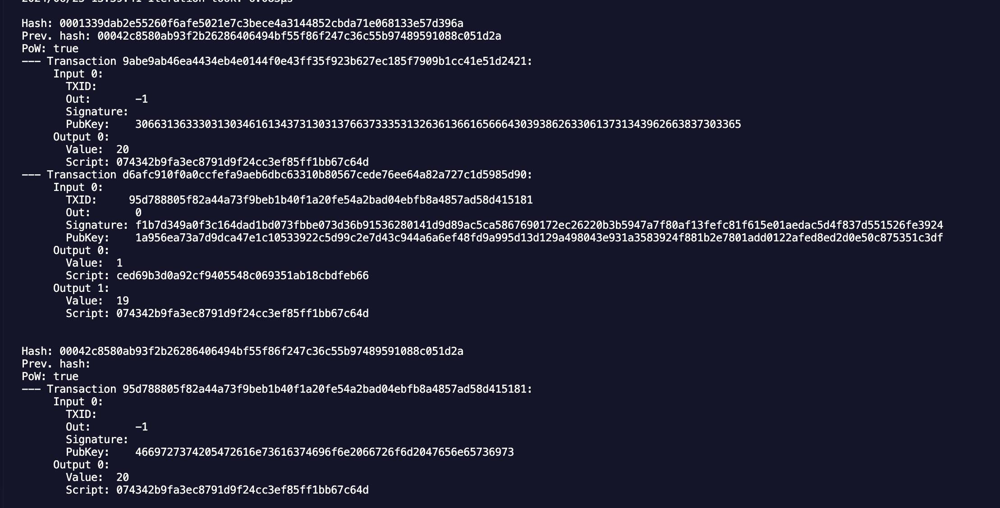 Hash: 0001339dab2e55260f6afe5021e7c3bece4a3144852cbda71e068133e57d396a
Prev. hash: 00042c8580ab93f2b26286406494bf55f86f247c36c55b97489591088c051d2a
PoW: true
--- Transaction 9abe9ab46ea4434eb4e0144f0e43ff35f923b627ec185f7909b1cc41e51d2421:
Input 0:
TXID:
Out: -1
Signature:
PubKey: 306631363330313034616134373130313766373335313263613661656664303938626330613731343962663837303365
Output 0:
Value: 20
Script: 074342b9fa3ec8791d9f24cc3ef85ff1bb67c64d
--- Transaction d6afc910f0a0ccfefa9aeb6dbc63310b80567cede76ee64a82a727c1d5985d90:
Input 0:
TXID: 95d788805f82a44a73f9beb1b40f1a20fe54a2bad04ebfb8a4857ad58d415181
Out: 0
Signature: f1b7d349a0f3c164dad1bd073fbbe073d36b91536280141d9d89ac5ca5867690172ec26220b3b5947a7f80af13fefc81f615e01aedac5d4f837d551526fe3924
PubKey: 1a956ea73a7d9dca47e1c10533922c5d99c2e7d43c944a6a6ef48fd9a995d13d129a498043e931a3583924f881b2e7801add0122afed8ed2d0e50c875351c3df
Output 0:
Value: 1
Script: ced69b3d0a92cf9405548c069351ab18cbdfeb66
Output 1:
Value: 19
Script: 074342b9fa3ec8791d9f24cc3ef85ff1bb67c64d
Hash: 00042c8580ab93f2b26286406494bf55f86f247c36c55b97489591088c051d2a
Prev. hash:
PoW: true
--- Transaction 95d788805f82a44a73f9beb1b40f1a20fe54a2bad04ebfb8a4857ad58d415181:
Input 0:
TXID:
Out: -1
Signature:
PubKey: 4669727374205472616e73616374696f6e2066726f6d2047656e65736973
Output 0:
Value: 20
Script: 074342b9fa3ec8791d9f24cc3ef85ff1bb67c64d